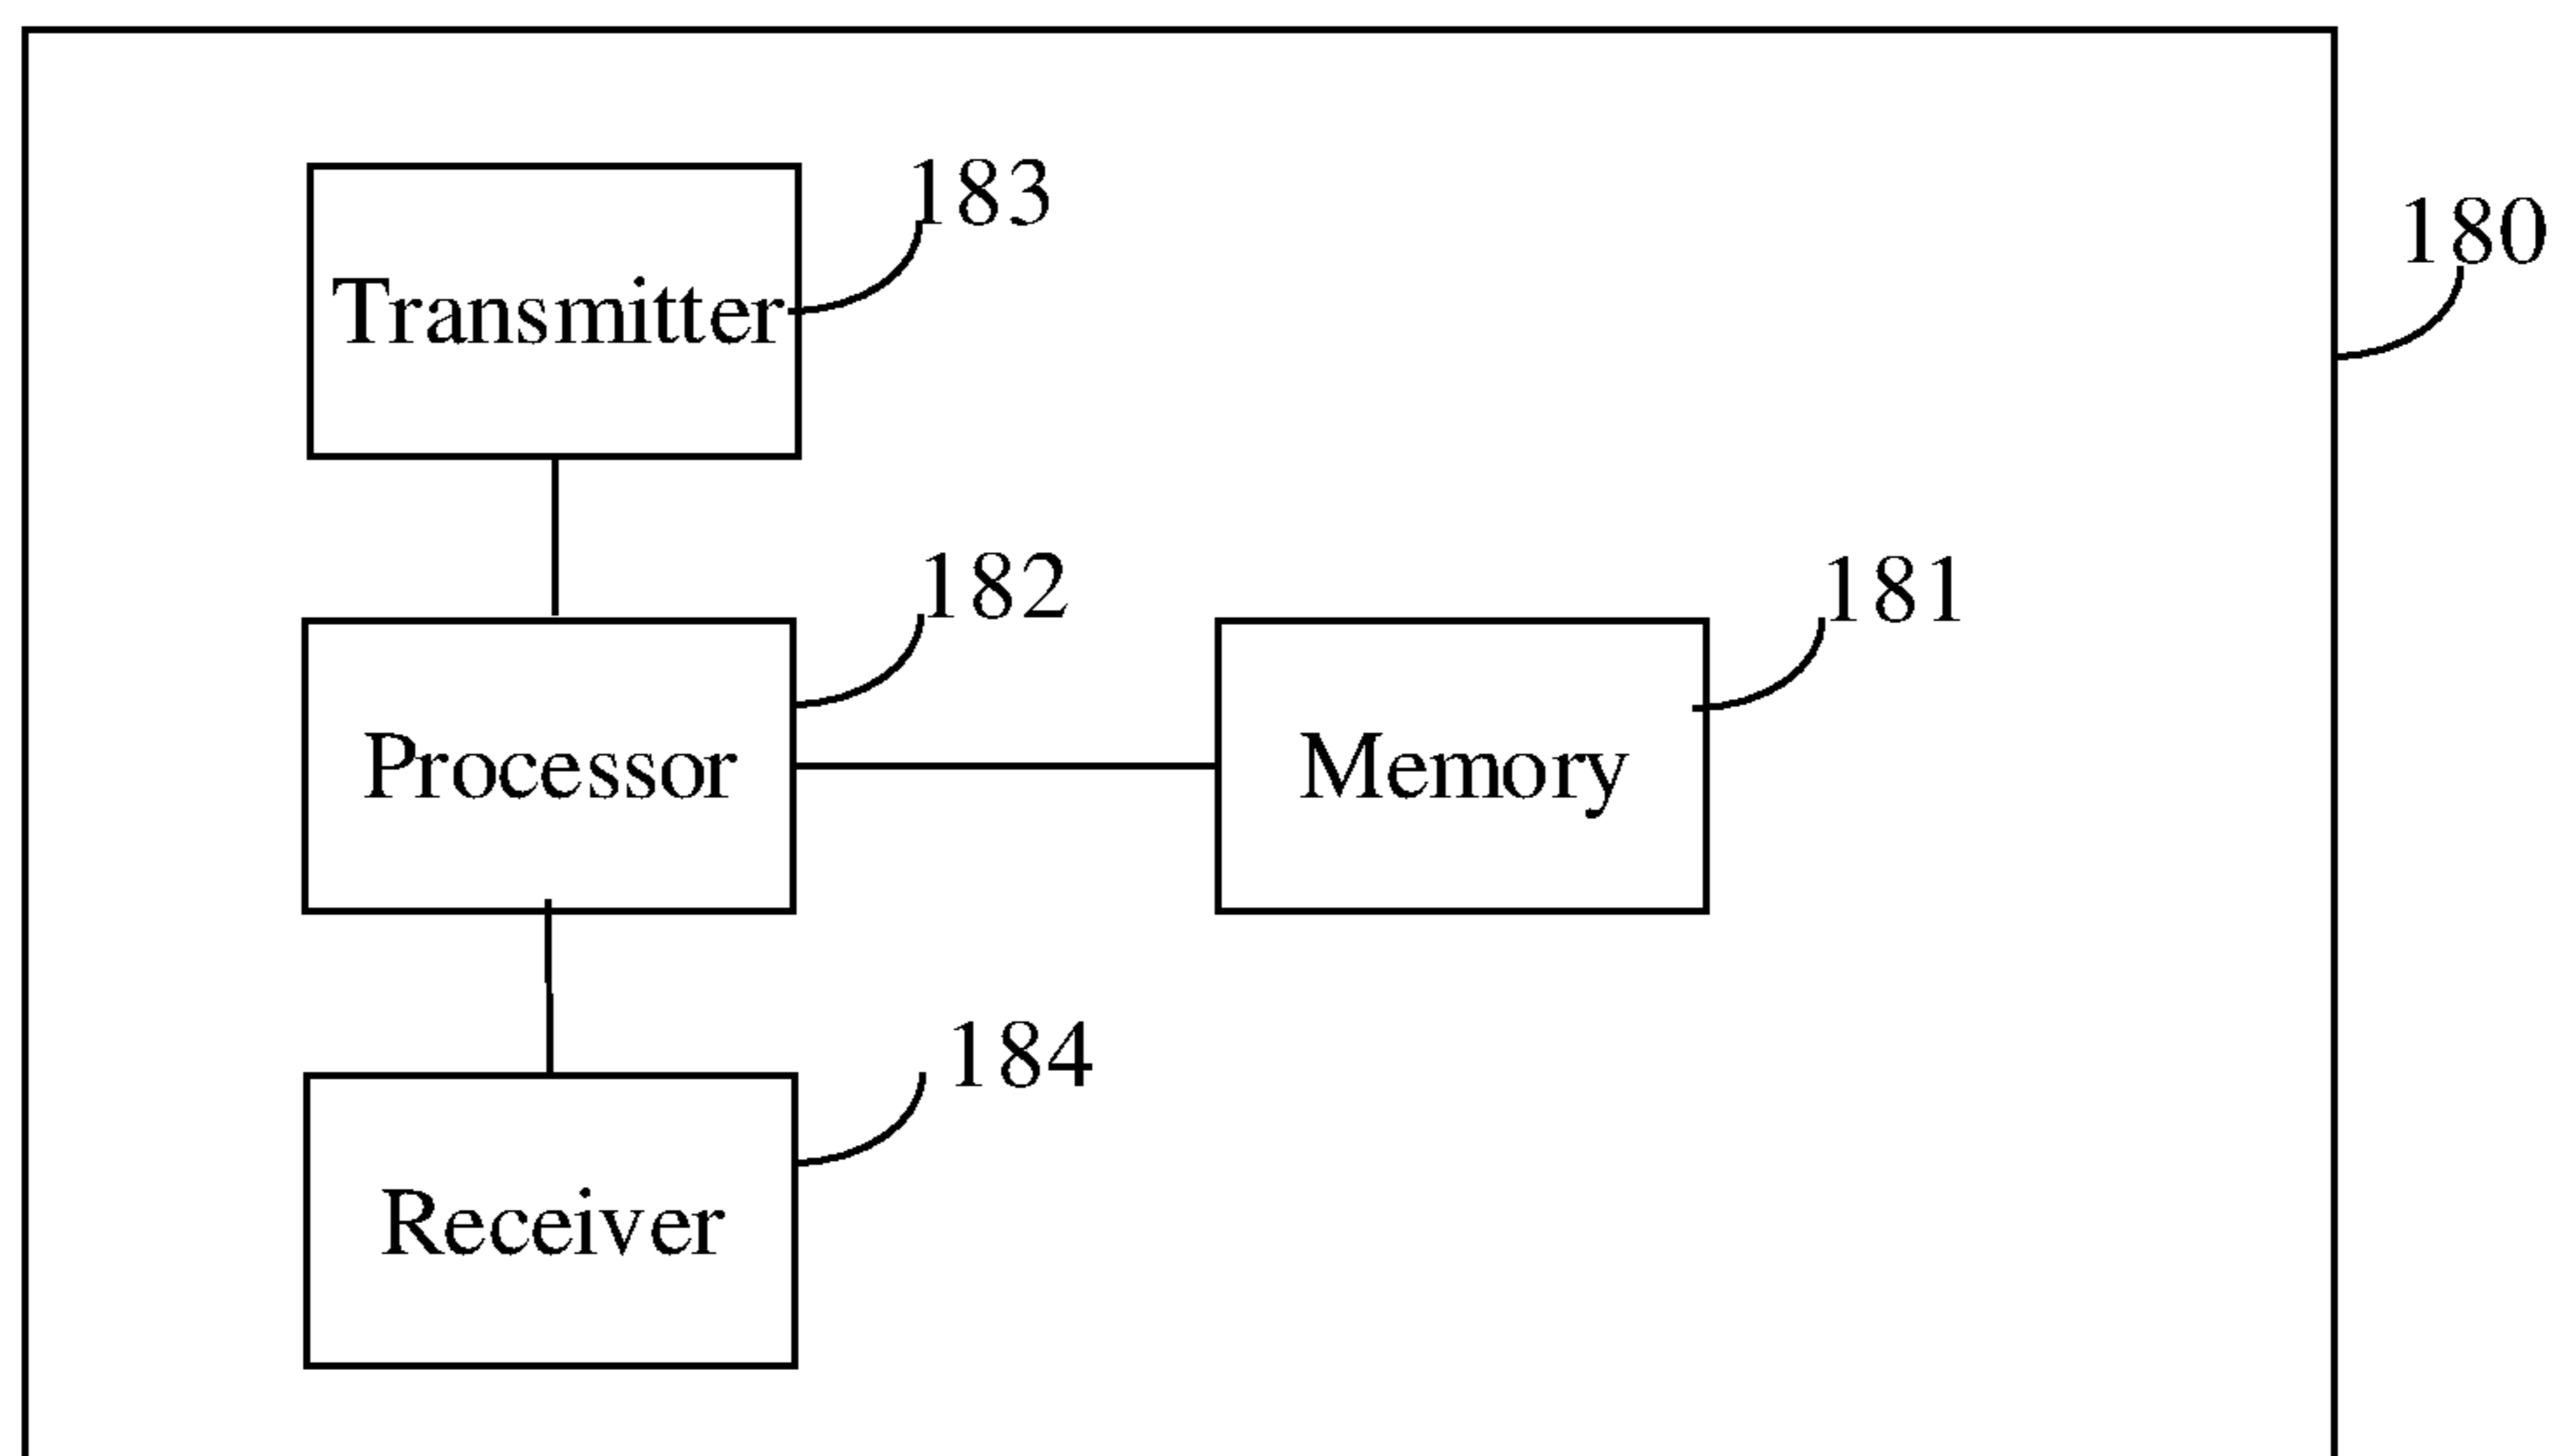 183
180
Transmitter
182
181
Processor
Memory
184
Receiver